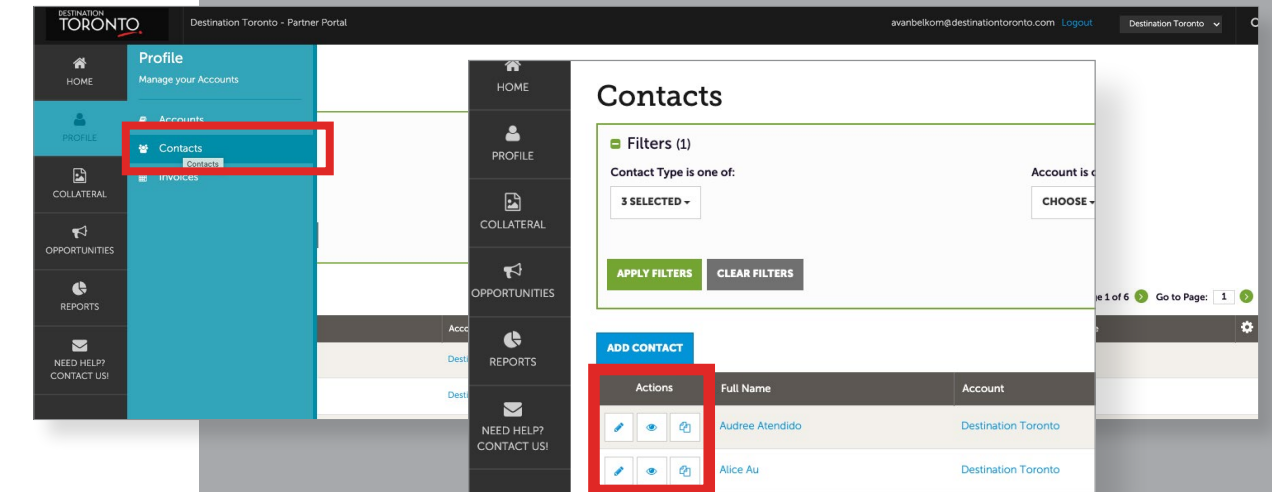 DESTINATION
TORONTO
Destination Toronto - Partner Portal
avanbelkom@destinationtoronto.com Logout
Destination Toronto
HOME
PROFILE
COLLATERAL
OPPORTUNITIES
REPORTS
NEED HELP?
CONTACT US!
Profile
Manage your Accounts
Accounts
Contacts
Contacts
Invoices
HOME
PROFILE
COLLATERAL
OPPORTUNITIES
REPORTS
NEED HELP?
CONTACT US!
Contacts
Filters (1)
Contact Type is one of:
3 SELECTED
Account is
CHOOSE
APPLY FILTERS
CLEAR FILTERS
1 of 6
Go to Page: 1
ADD CONTACT
Actions
Full Name
Account
Audree Atendido
Destination Toronto
Alice Au
Destination Toronto